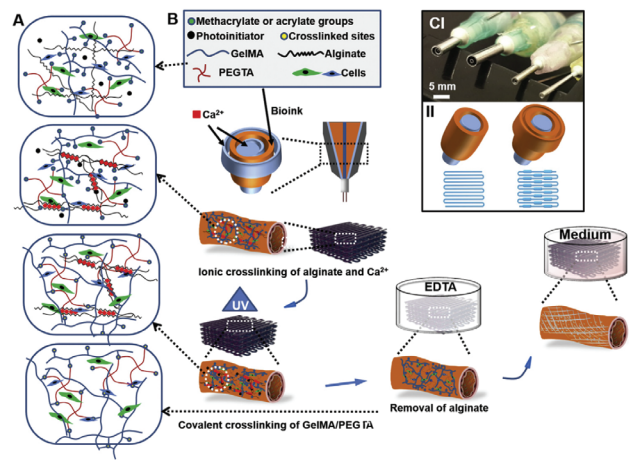 A
B
Methacrylate or acrylate groups
Photoinitiator
Crosslinked sites
GelMA
Alginate
PEGTA
Cells
CI
5 mm
II
Bioink
Ca²⁺
Ionic crosslinking of alginate and Ca²⁺
UV
EDTA
Medium
Removal of alginate
Covalent crosslinking of GelMA/PEGTA